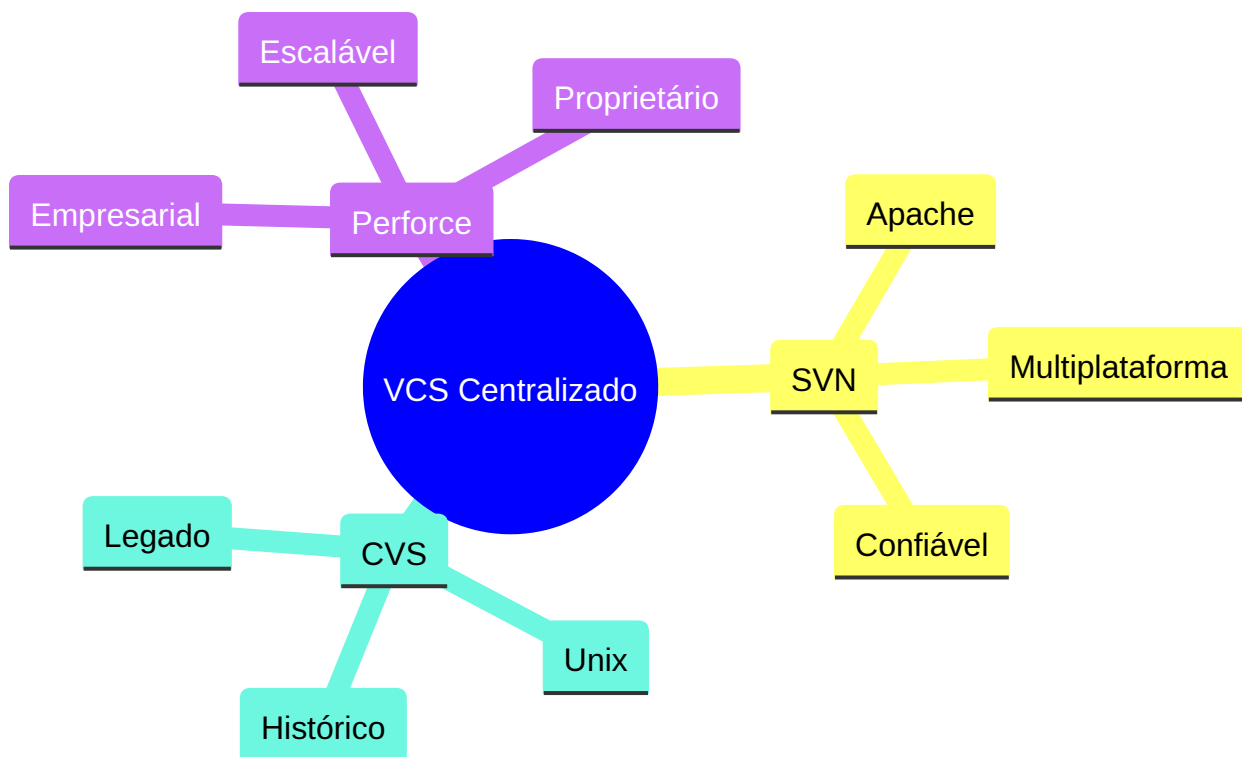 Escalável
Proprietário
Empresarial
Perforce
Apache
Multiplataforma
SVN
VCS Centralizado
Confiável
Legado
CVS
Unix
Histórico